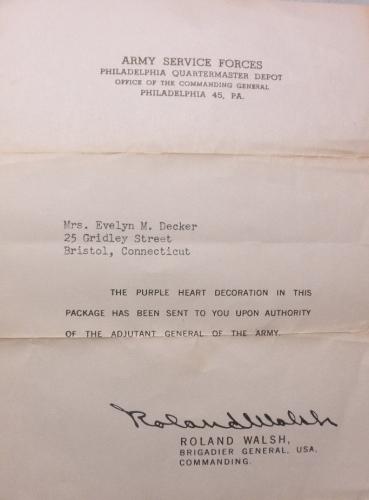 ARMY SERVICE FORCES
PHILADELPHIA QUARTERMASTER DEPOT
OFFICE OF THE COMMANDING GENERAL
PHILADELPHIA 45, PA.
Mrs. Evelyn M. Decker
25 Gridley Street
Bristol, Connecticut
THE PURPLE HEART DECORATION IN THIS
PACKAGE HAS BEEN SENT TO YOU UPON AUTHORITY
OF THE ADJUTANT GENERAL OF THE ARMY.
Roland Walsh
ROLAND WALSH,
BRIGADIER GENERAL, USA.
COMMANDING.